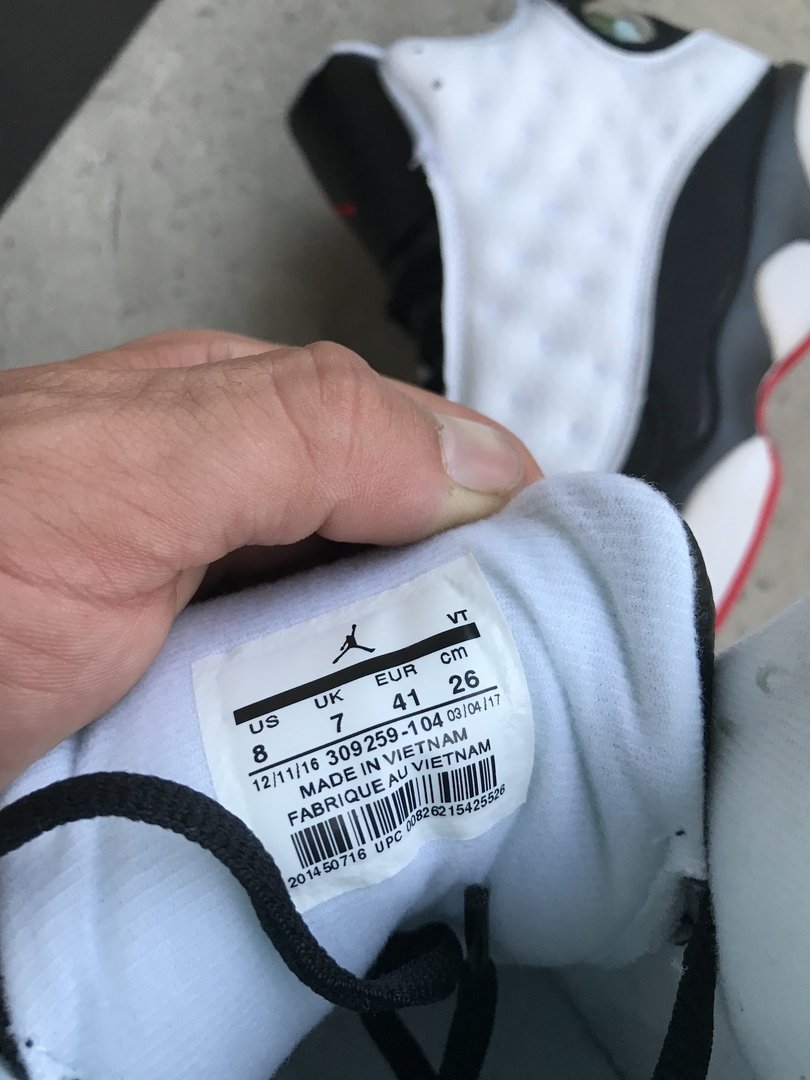 VT
US UK EUR cm
8 7 41 26
12/11/16 309259-104 03/04/17
MADE IN VIETNAM
FABRIQUE AU VIETNAM
201450716 UPC 00826215425526